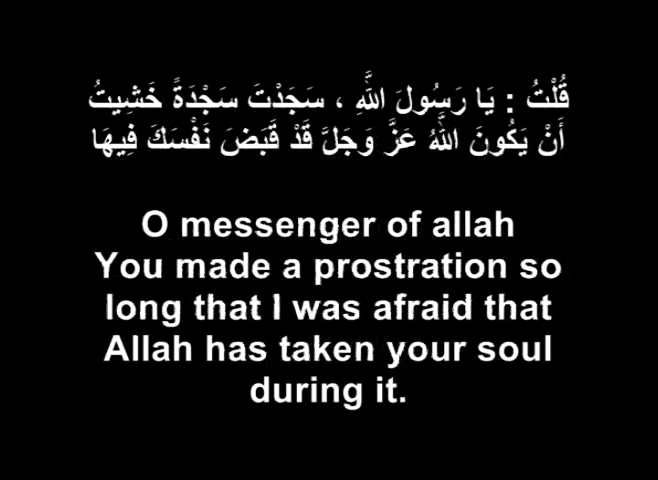 قُلْتُ : يَا رَسُولَ اللَّهِ ، سَجَدْتَ سَجْدَةً خَشِيتُ
أَنْ يَكُونَ اللَّهُ عَزَّ وَجَلَّ قَدْ قَبَضَ نَفْسَكَ فِيهَا
O messenger of allah
You made a prostration so
long that I was afraid that
Allah has taken your soul
during it.